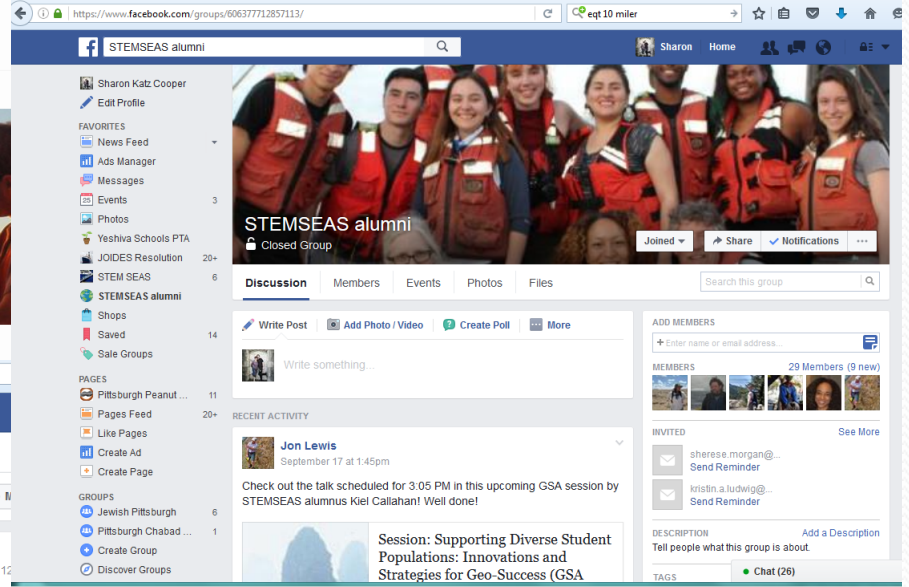 https://www.facebook.com/groups/606377712857113/
eqt 10 miler
STEMSEAS alumni
Sharon
Home
Sharon Katz Cooper
Edit Profile
FAVORITES
News Feed
Ads Manager
Messages
Events 3
Photos
Yeshiva Schools PTA
JOIDES Resolution 20+
STEM SEAS 6
STEMSEAS alumni
Shops
Saved 14
Sale Groups
PAGES
Pittsburgh Peanut ... 11
Pages Feed 20+
Like Pages
Create Ad
Create Page
GROUPS
Jewish Pittsburgh 6
Pittsburgh Chabad ... 1
Create Group
Discover Groups
STEMSEAS alumni
Closed Group
Joined
Share
Notifications
Discussion Members Events Photos Files
Search this group
Write Post Add Photo / Video Create Poll More
Write something...
RECENT ACTIVITY
Jon Lewis
September 17 at 1:45pm
Check out the talk scheduled for 3:05 PM in this upcoming GSA session by
STEMSEAS alumnus Kiel Callahan! Well done!
Session: Supporting Diverse Student
Populations: Innovations and
Strategies for Geo-Success (GSA
ADD MEMBERS
+ Enter name or email address...
MEMBERS 29 Members (9 new)
INVITED See More
sherese.morgan@...
Send Reminder
kristin.a.ludwig@...
Send Reminder
DESCRIPTION Add a Description
Tell people what this group is about.
TAGS
Chat (26)